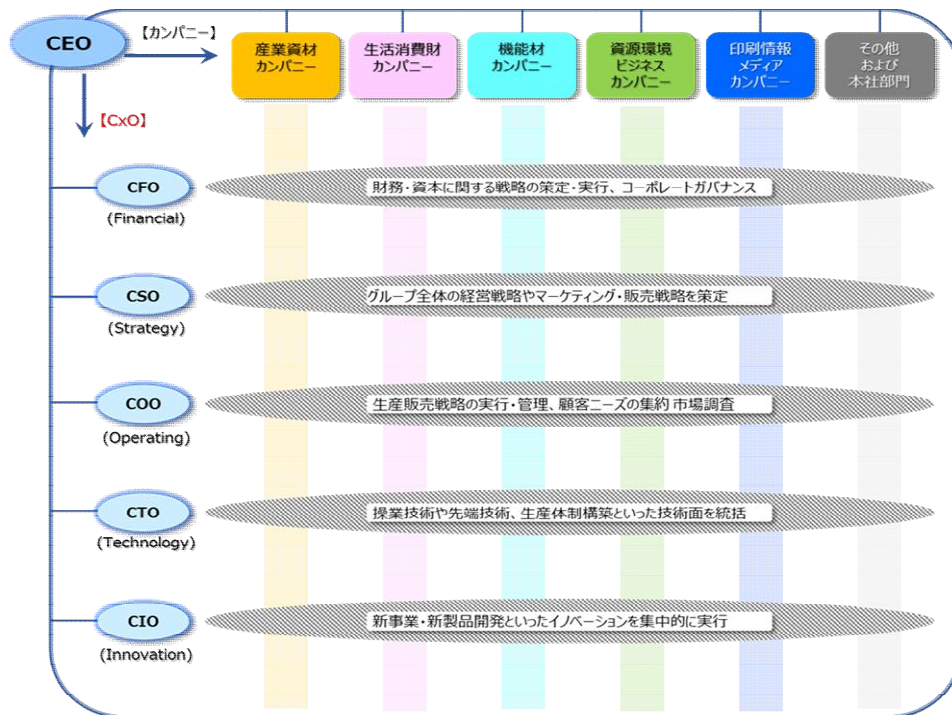 CEO
【カンパニー】
【CxO】
産業資材
カンパニー
生活消費財
カンパニー
機能材
カンパニー
資源環境
ビジネス
カンパニー
印刷情報
メディア
カンパニー
その他
および
本社部門
CFO
(Financial)
財務・資本に関する戦略の策定・実行、コーポレートガバナンス
CSO
(Strategy)
グループ全体の経営戦略やマーケティング・販売戦略を策定
COO
(Operating)
生産販売戦略の実行・管理、顧客ニーズの集約 市場調査
CTO
(Technology)
操業技術や先端技術、生産体制構築といった技術面を統括
CIO
(Innovation)
新事業・新製品開発といったイノベーションを集中的に実行